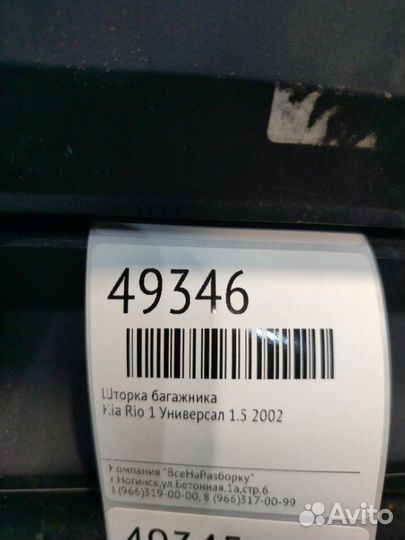 49346
Шторка багажника
Kia Rio 1 Универсал 1.5 2002
Компания "ВсеНаРазборку"
г Ногинск,ул.Бетонная,1а,стр.6
(966)319-00-00, 8 (966)317-00-99
49345
Avito